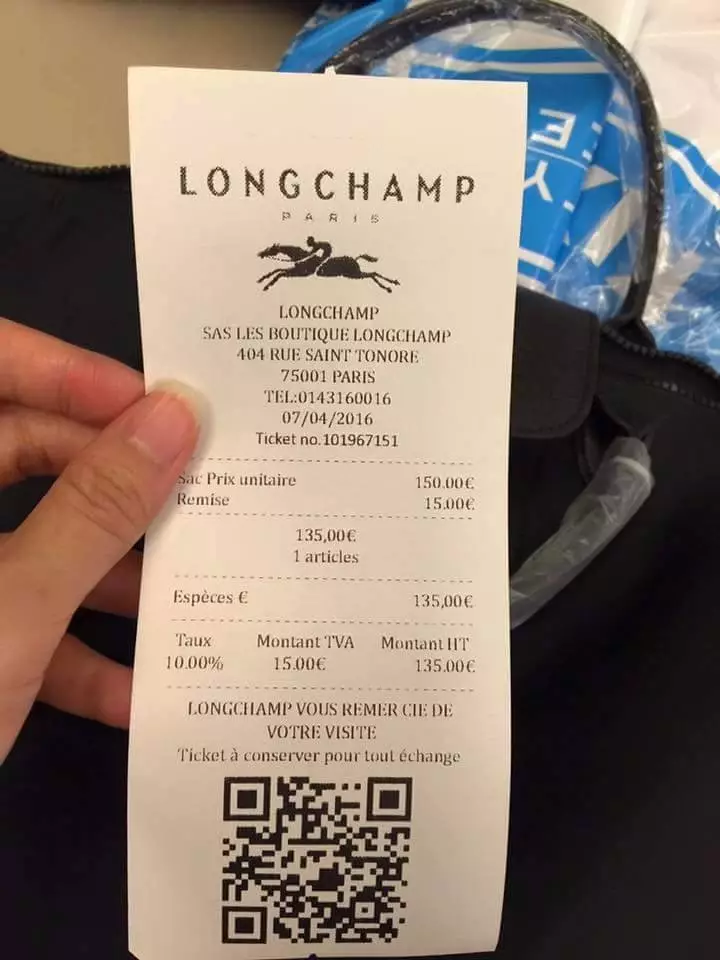 LONGCHAMP
PARIS
LONGCHAMP
SAS LES BOUTIQUE LONGCHAMP
404 RUE SAINT TONORE
75001 PARIS
TEL:0143160016
07/04/2016
Ticket no.101967151
Sac Prix unitaire 150.00€
Remise 15.00€
135,00€
1 articles
Espèces € 135,00€
Taux Montant TVA Montant HT
10.00% 15.00€ 135.00€
LONGCHAMP VOUS REMER CIE DE
VOTRE VISITE
Ticket à conserver pour tout échange